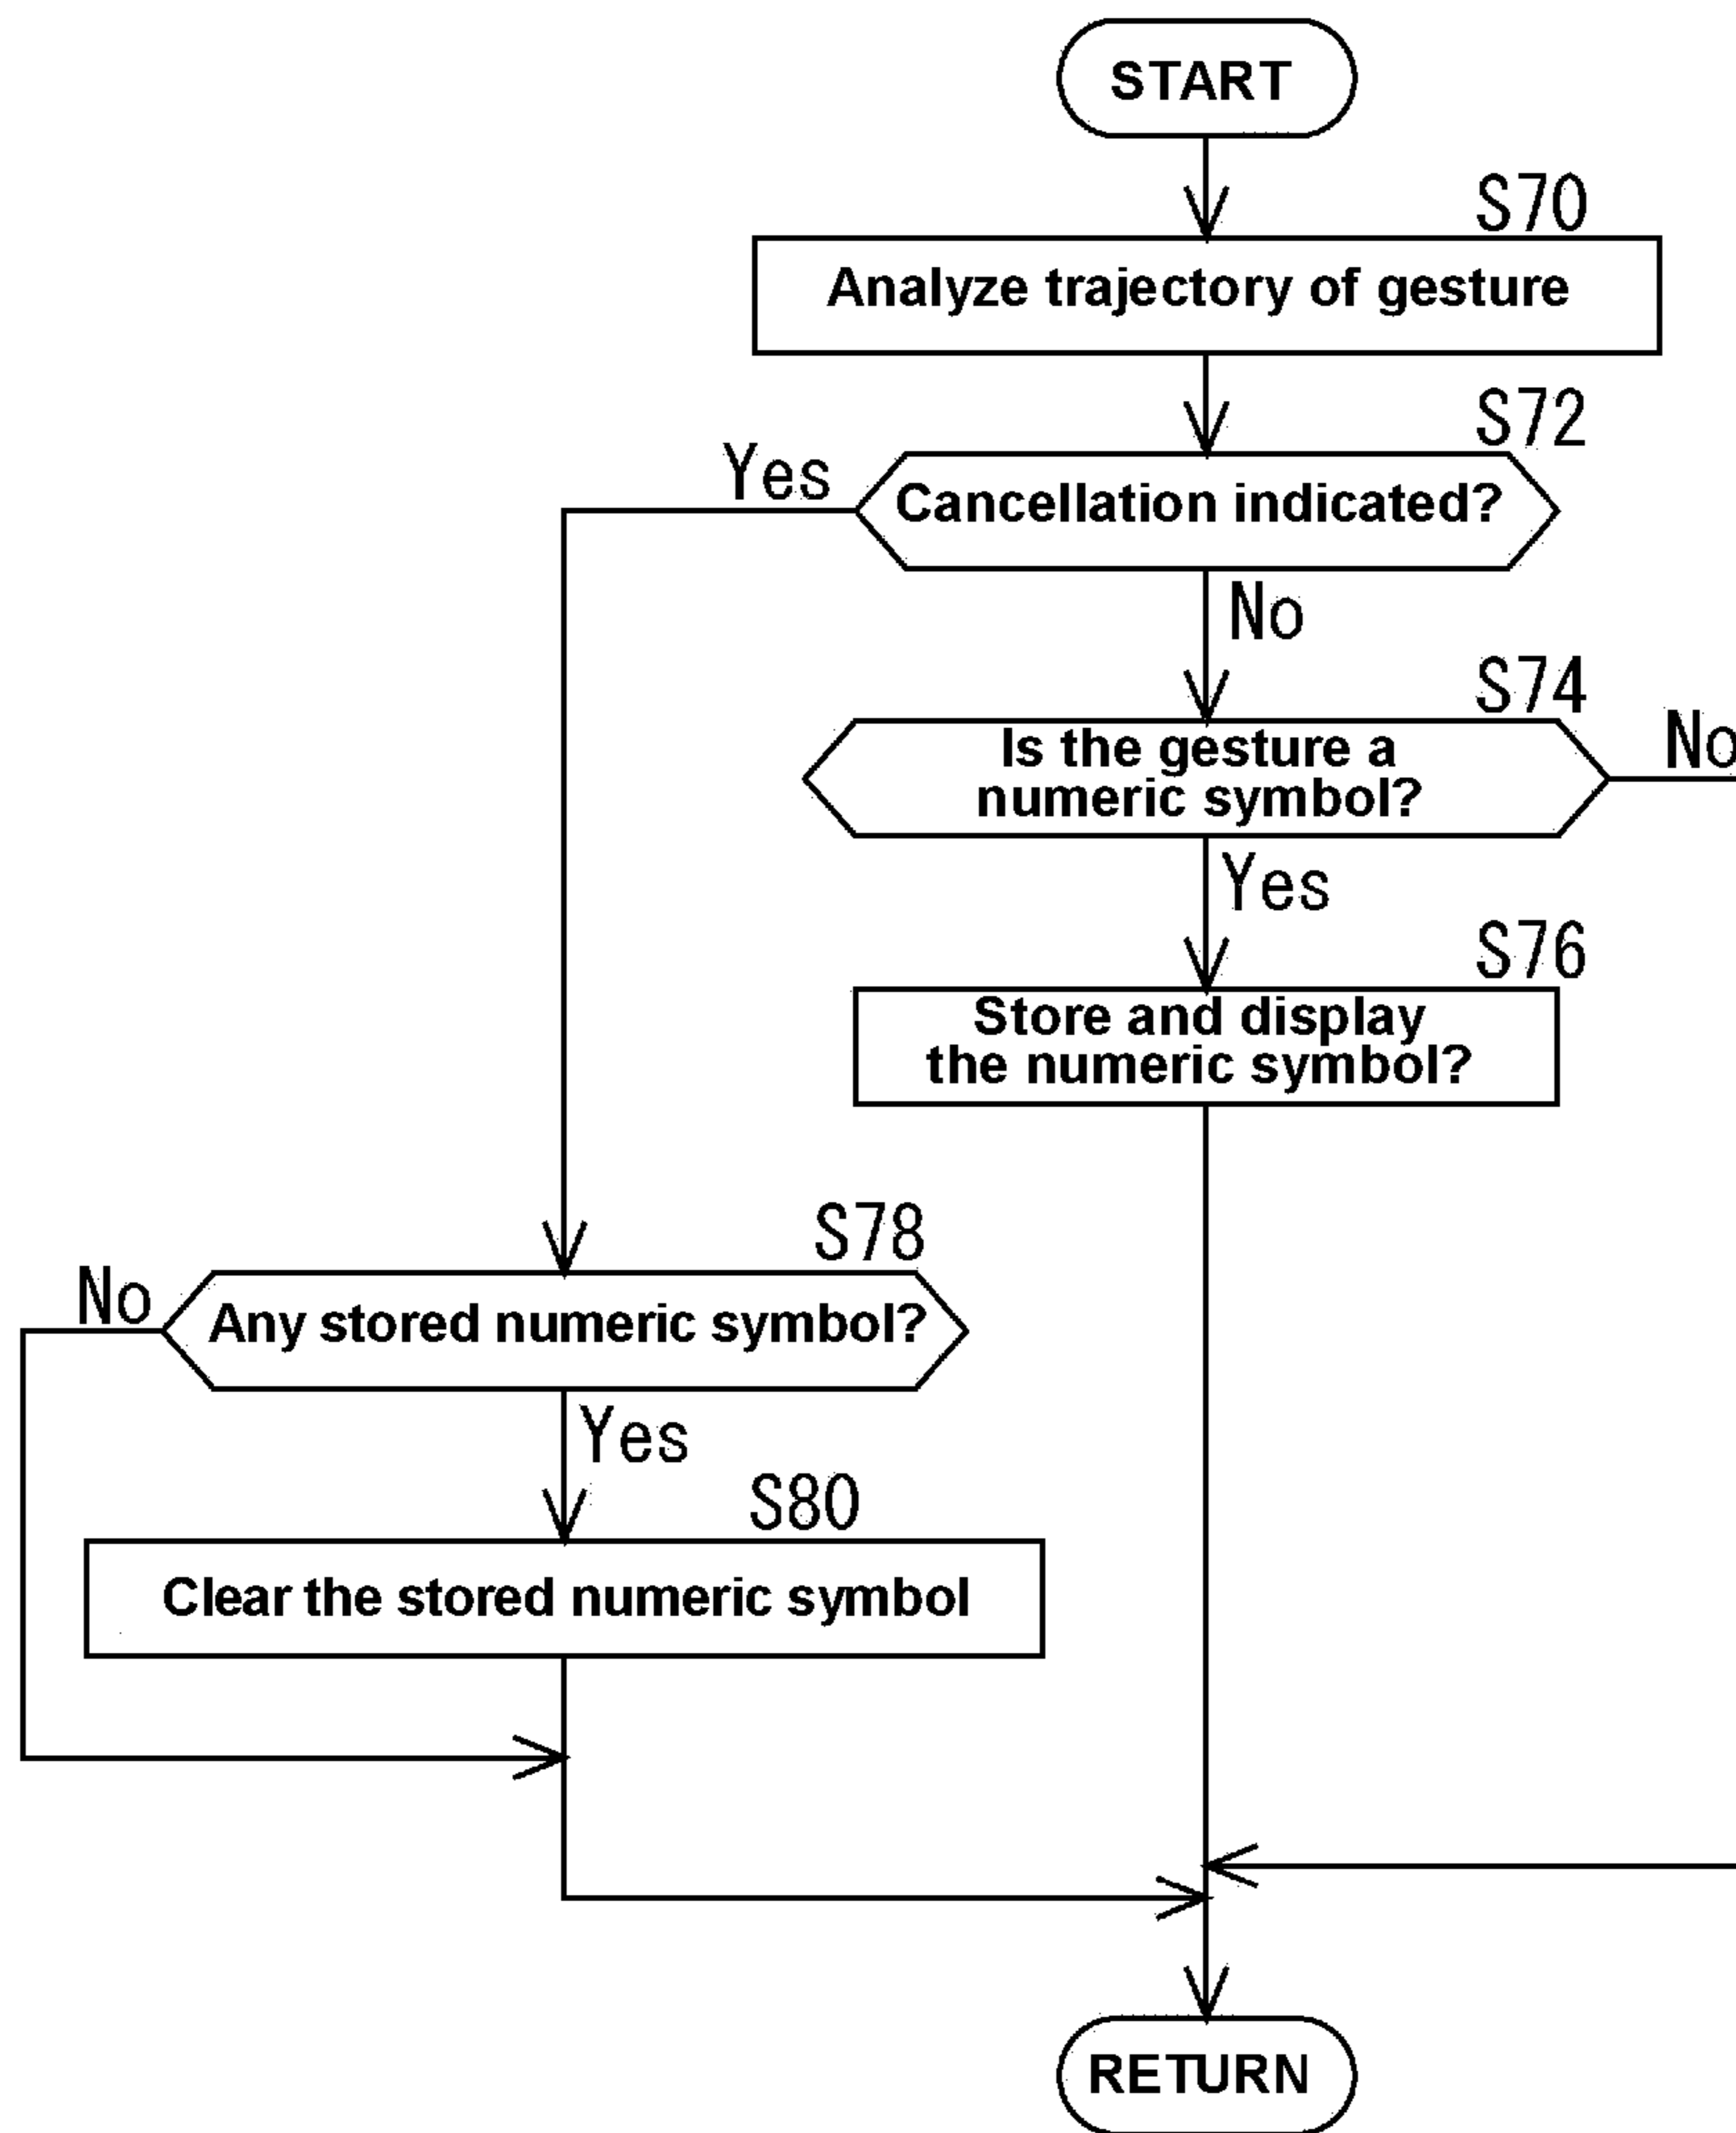 START
S70
Analyze trajectory of gesture
S72
Yes
Cancellation indicated?
No
S74
No
Is the gesture a
numeric symbol?
Yes
S76
Store and display
the numeric symbol?
S78
No
Any stored numeric symbol?
Yes
S80
Clear the stored numeric symbol
RETURN